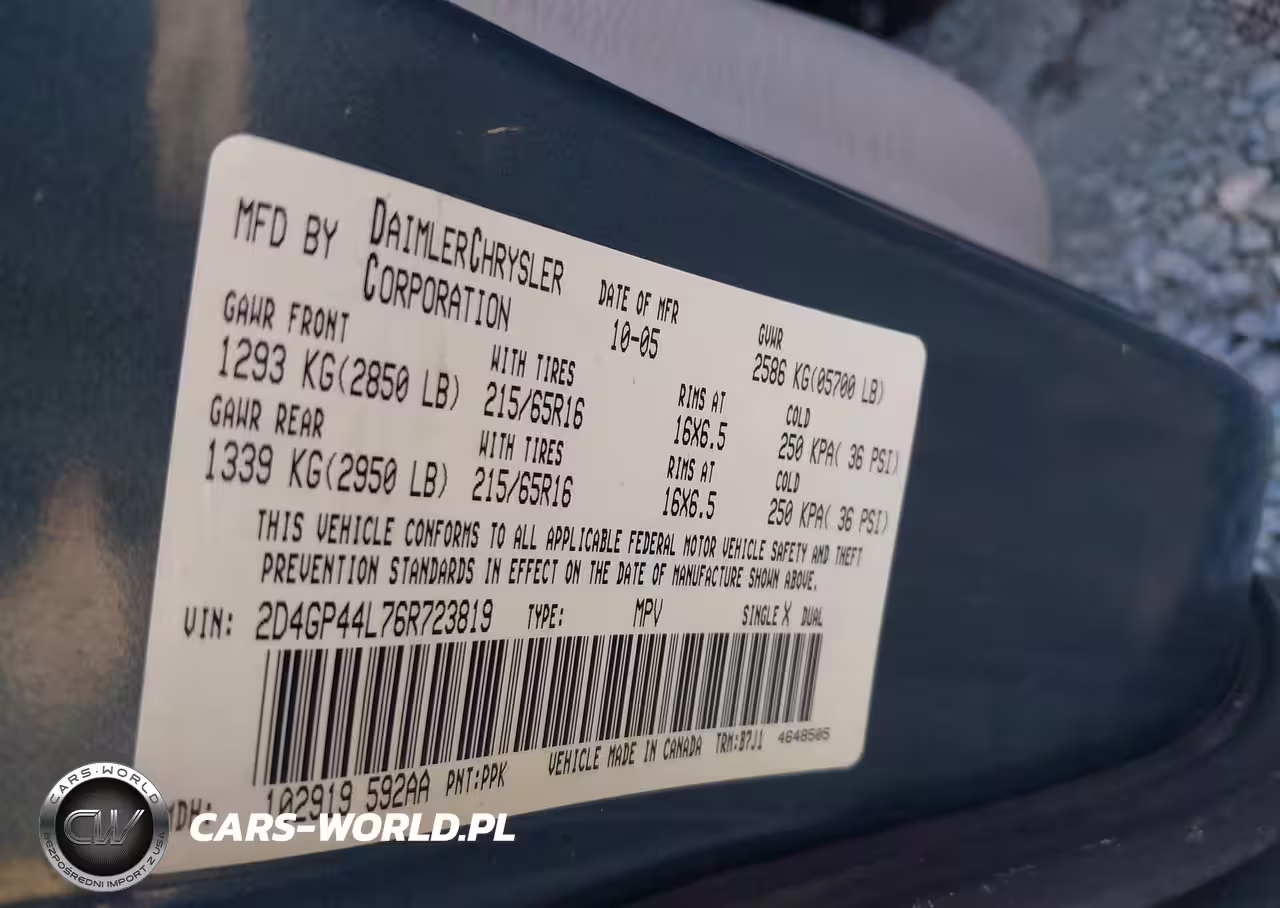 MFD BY DAIMLERCHRYSLER
CORPORATION
DATE OF MFR
10-05
GVWR
2586 KG(05700 LB)
GAWR FRONT
1293 KG(2850 LB)
WITH TIRES
215/65R16
RIMS AT
16X6.5
COLD
250 KPA( 36 PSI)
GAWR REAR
1339 KG(2950 LB)
WITH TIRES
215/65R16
RIMS AT
16X6.5
COLD
250 KPA( 36 PSI)
THIS VEHICLE CONFORMS TO ALL APPLICABLE FEDERAL MOTOR VEHICLE SAFETY AND THEFT
PREVENTION STANDARDS IN EFFECT ON THE DATE OF MANUFACTURE SHOWN ABOVE.
VIN: 2D4GP44L76R723819 TYPE: MPV SINGLE X DUAL
MDH: 102919 592AA PNT:PPK VEHICLE MADE IN CANADA TRM:B7J1 4648505
CARS-WORLD
CW
BEZPOŚREDNI IMPORT Z USA
CARS-WORLD.PL